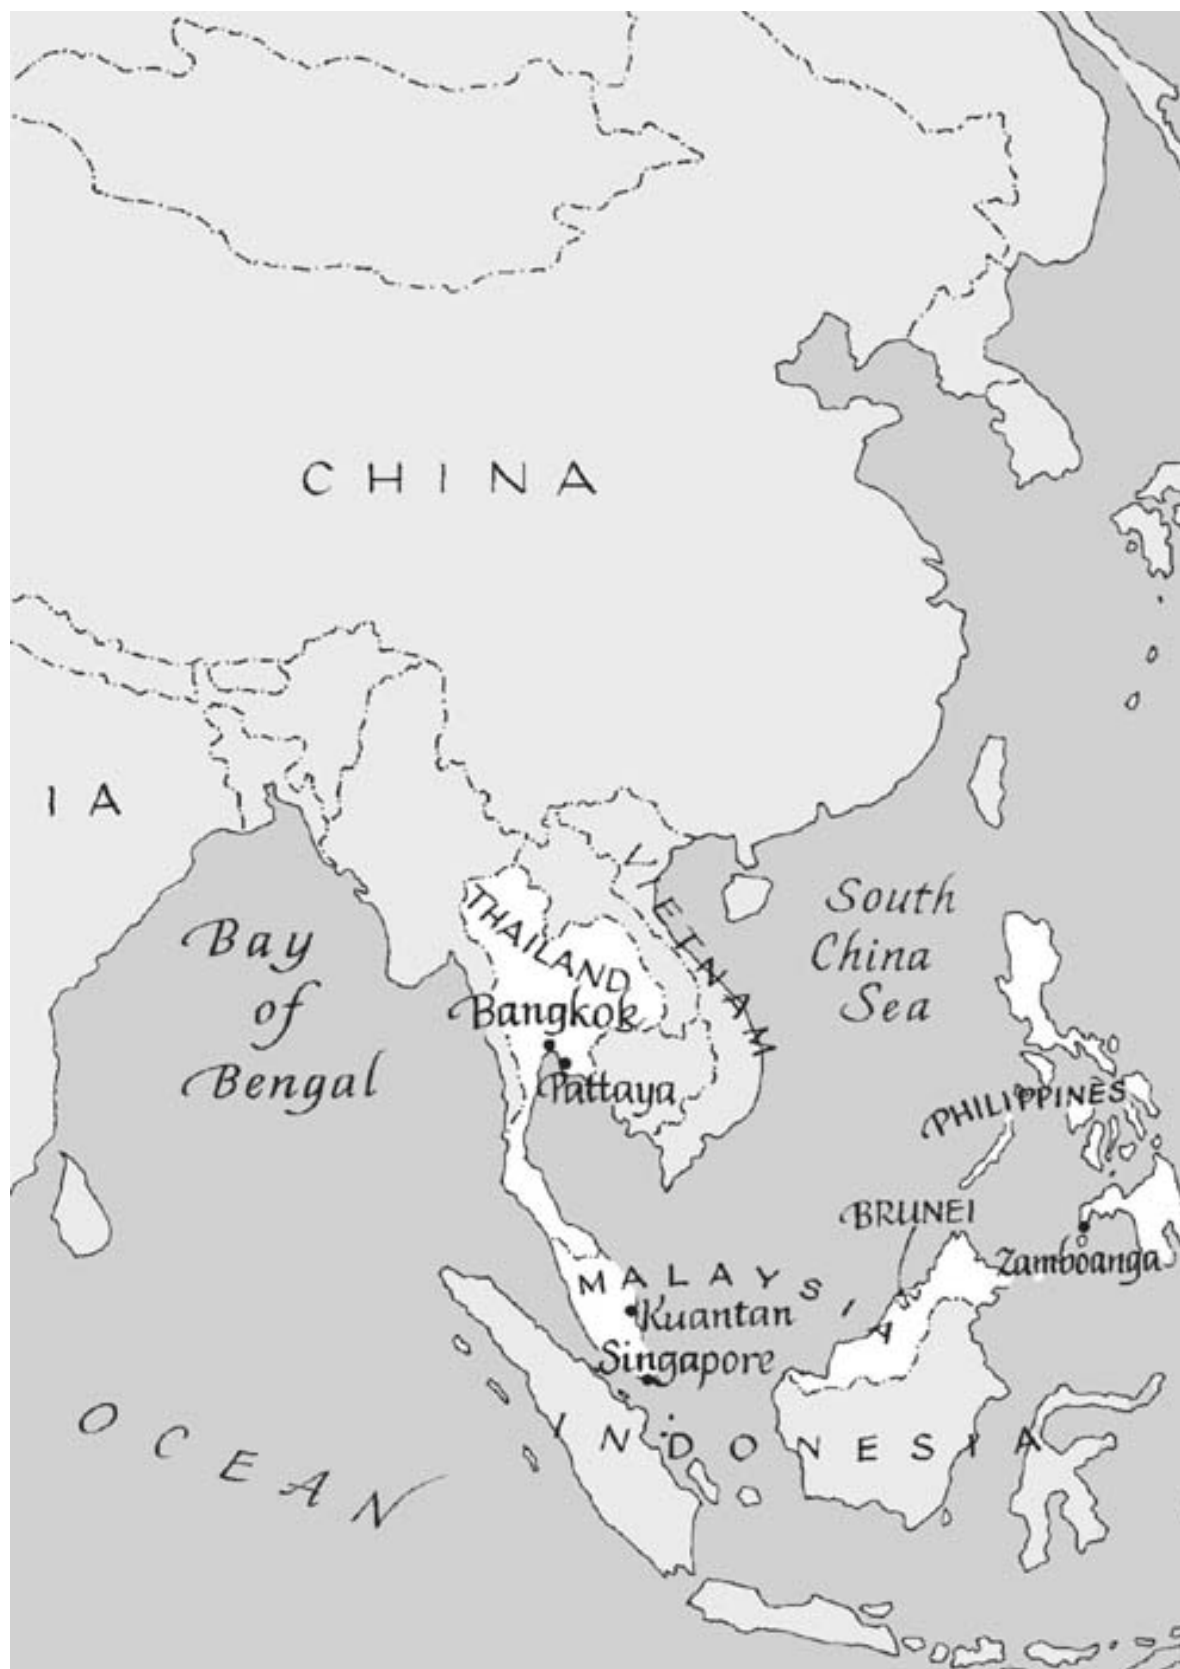 CHINA
IA
VIETNAM
South
China
Sea
THAILAND
Bay
of
Bengal
Bangkok
Pattaya
PHILIPPINES
BRUNEI
Zamboanga
MALAYSIA
Kuantan
Singapore
INDONESIA
OCEAN